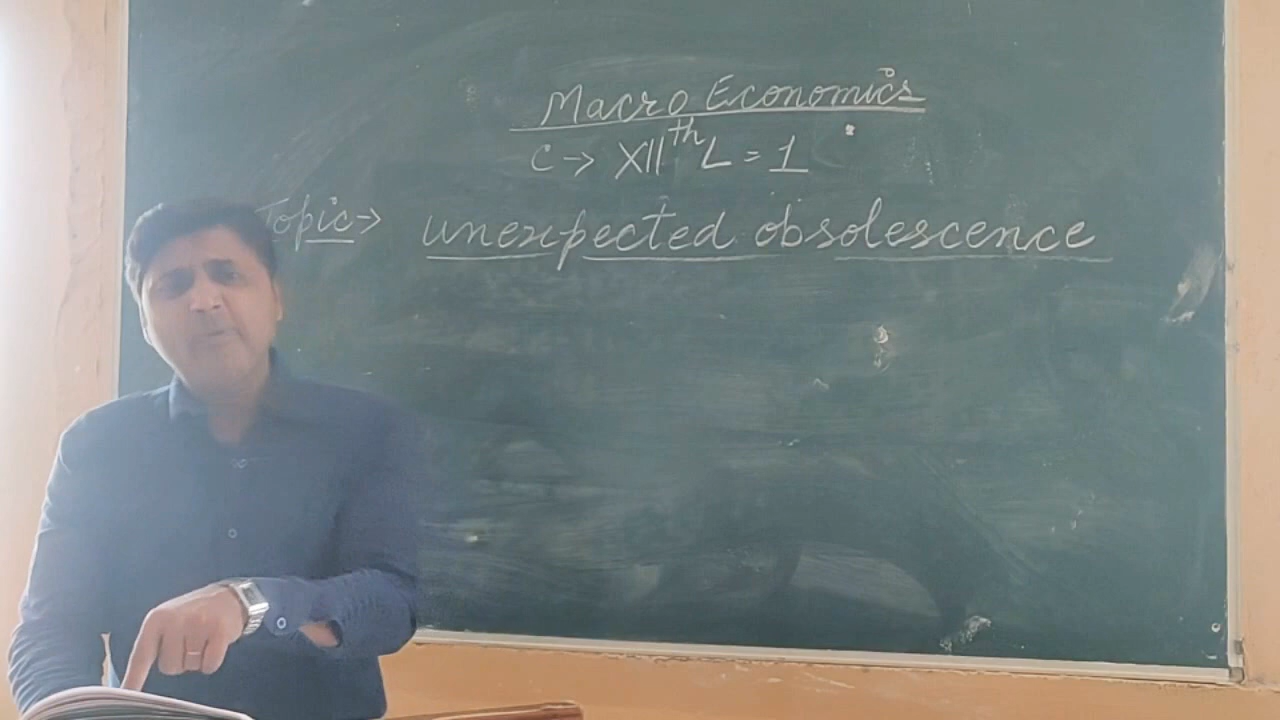 Macro Economics
C → XIIth L = 1
Topic → unexpected obsolescence